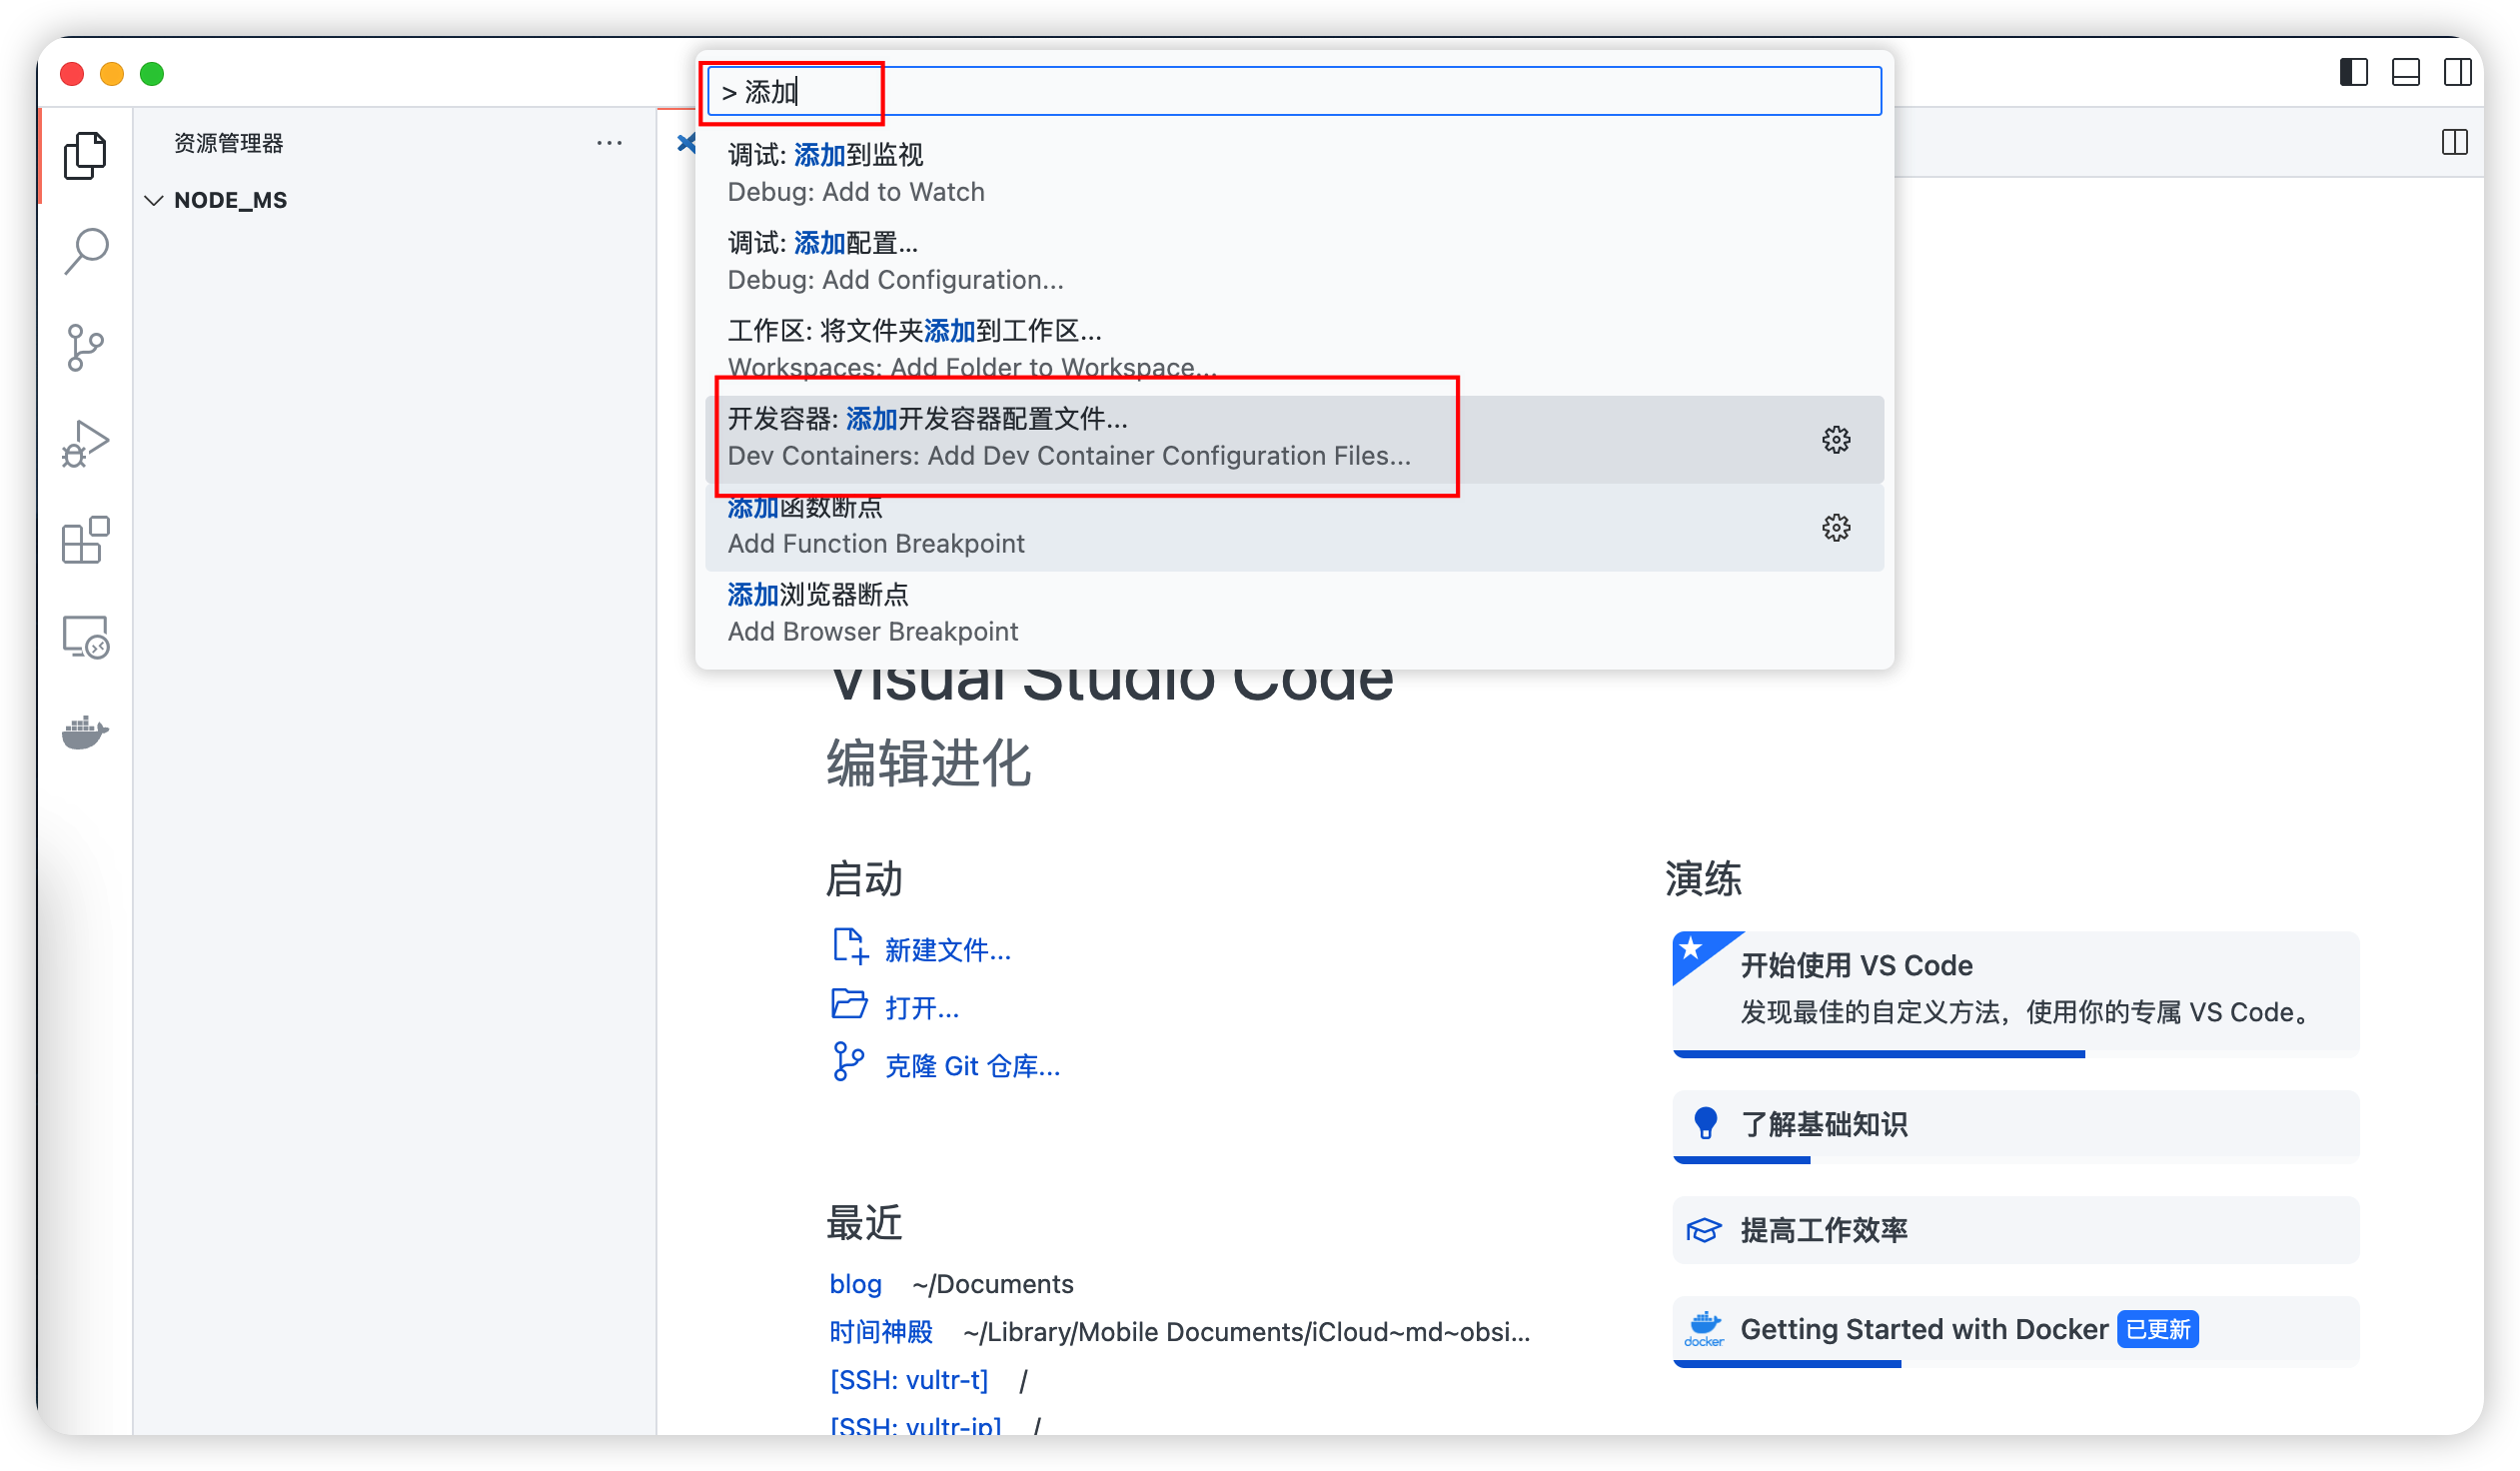 > 添加
资源管理器
NODE_MS
调试: 添加到监视
Debug: Add to Watch
调试: 添加配置...
Debug: Add Configuration...
工作区: 将文件夹添加到工作区...
Workspaces: Add Folder to Workspace...
开发容器: 添加开发容器配置文件...
Dev Containers: Add Dev Container Configuration Files...
添加函数断点
Add Function Breakpoint
添加浏览器断点
Add Browser Breakpoint
Visual Studio Code
编辑进化
启动
新建文件...
打开...
克隆 Git 仓库...
最近
blog ~/Documents
时间神殿 ~/Library/Mobile Documents/iCloud~md~obsi...
[SSH: vultr-t] /
[SSH: vultr-ip] /
演练
开始使用 VS Code
发现最佳的自定义方法，使用你的专属 VS Code。
了解基础知识
提高工作效率
docker
Getting Started with Docker 已更新